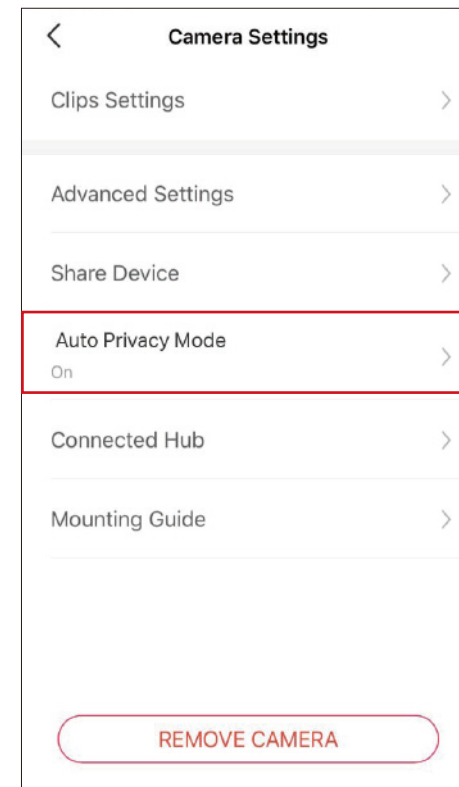 Camera Settings
Clips Settings
Advanced Settings
Share Device
Auto Privacy Mode
On
Connected Hub
Mounting Guide
REMOVE CAMERA